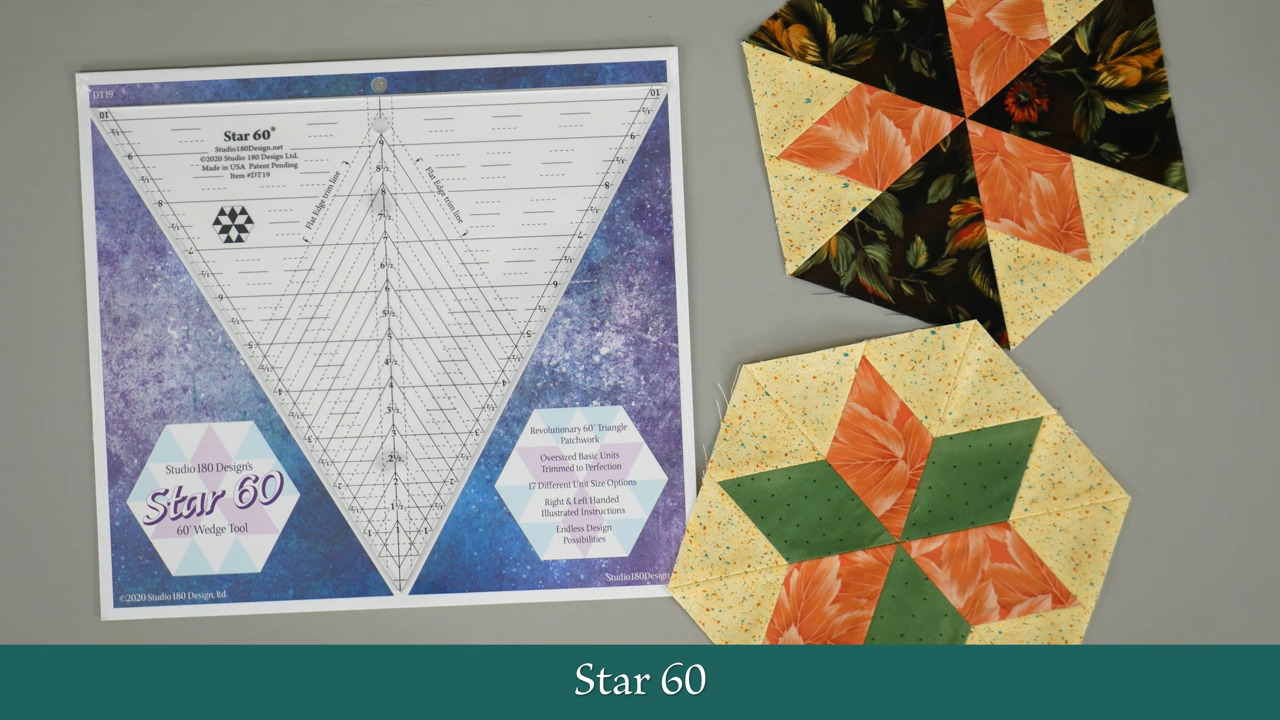 DT19
Star 60®
Studio180Design.net
©2020 Studio 180 Design Ltd.
Made in USA Patent Pending
Item #DT19
Flat Edge trim line
Flat Edge trim line
Studio 180 Design's
Star 60
60° Wedge Tool
Revolutionary 60° Triangle
Patchwork
Oversized Basic Units
Trimmed to Perfection
17 Different Unit Size Options
Right & Left Handed
Illustrated Instructions
Endless Design
Possibilities
©2020 Studio 180 Design, ltd.
Studio180Design
Star 60